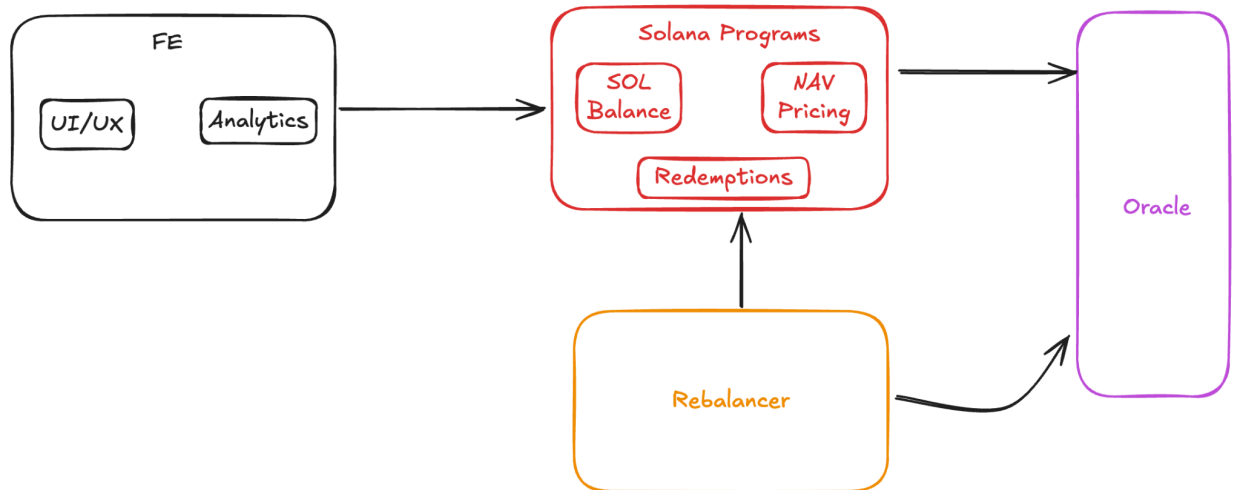 FE
UI/UX
Analytics
Solana Programs
SOL
Balance
NAV
Pricing
Redemptions
Oracle
Rebalancer